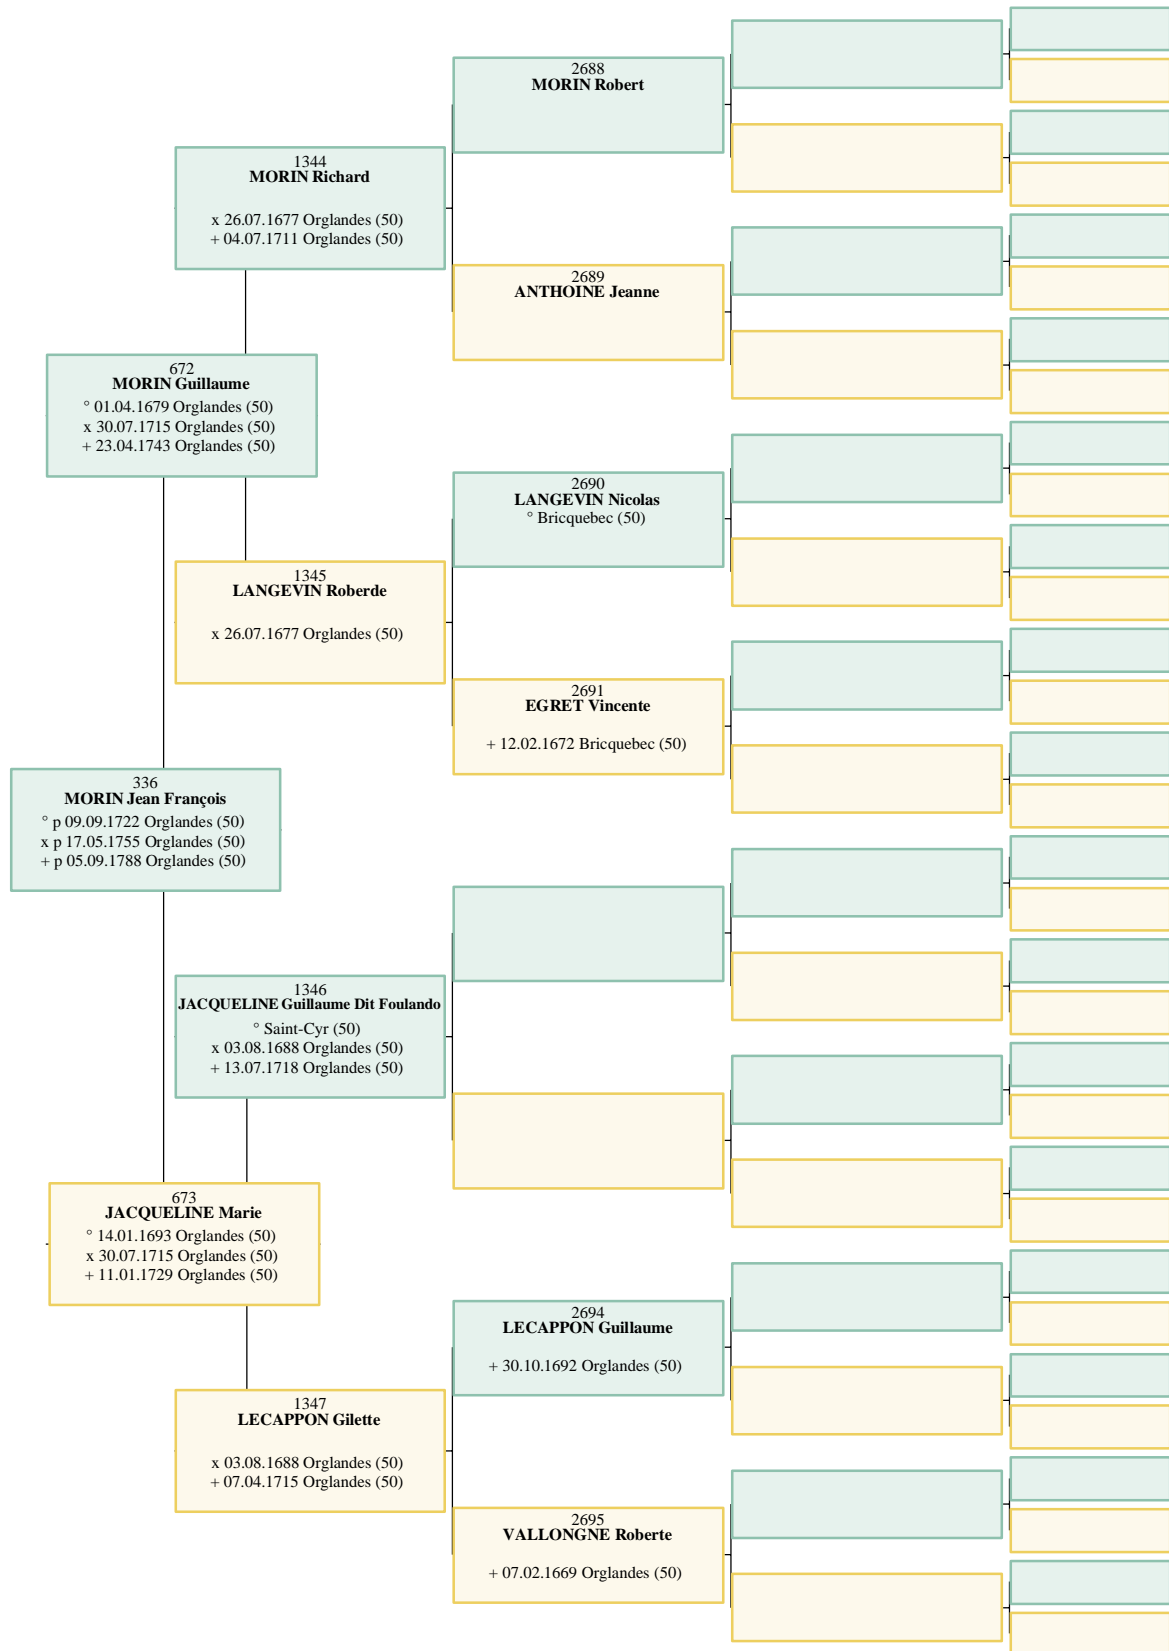 2688
MORIN Robert
1344
MORIN Richard
x 26.07.1677 Orglandes (50)
+ 04.07.1711 Orglandes (50)
2689
ANTHOINE Jeanne
672
MORIN Guillaume
° 01.04.1679 Orglandes (50)
x 30.07.1715 Orglandes (50)
+ 23.04.1743 Orglandes (50)
2690
LANGEVIN Nicolas
° Bricquebec (50)
1345
LANGEVIN Roberde
x 26.07.1677 Orglandes (50)
2691
EGRET Vincente
+ 12.02.1672 Bricquebec (50)
336
MORIN Jean François
° p 09.09.1722 Orglandes (50)
x p 17.05.1755 Orglandes (50)
+ p 05.09.1788 Orglandes (50)
1346
JACQUELINE Guillaume Dit Foulando
° Saint-Cyr (50)
x 03.08.1688 Orglandes (50)
+ 13.07.1718 Orglandes (50)
673
JACQUELINE Marie
° 14.01.1693 Orglandes (50)
x 30.07.1715 Orglandes (50)
+ 11.01.1729 Orglandes (50)
2694
LECAPPON Guillaume
+ 30.10.1692 Orglandes (50)
1347
LECAPPON Gilette
x 03.08.1688 Orglandes (50)
+ 07.04.1715 Orglandes (50)
2695
VALLONGNE Roberte
+ 07.02.1669 Orglandes (50)